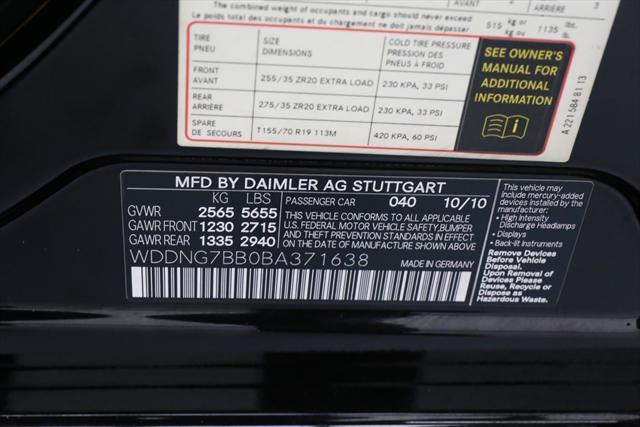 The combined weight of occupants and cargo should never exceed
Le poids total des occupants et du chargement ne doit jamais dépasser
515 kg or kg ou 1135 lbs. lb.
AVANT 2 ARRIÈRE 3
TIRE PNEU
SIZE DIMENSIONS
COLD TIRE PRESSURE PRESSION DES PNEUS À FROID
FRONT AVANT 255/35 ZR20 EXTRA LOAD 230 KPA, 33 PSI
REAR ARRIÈRE 275/35 ZR20 EXTRA LOAD 230 KPA, 33 PSI
SPARE DE SECOURS T155/70 R19 113M 420 KPA, 60 PSI
SEE OWNER'S
MANUAL FOR
ADDITIONAL
INFORMATION
A 221 584 81 13
MFD BY DAIMLER AG STUTTGART
KG LBS
GVWR 2565 5655
GAWR FRONT 1230 2715
GAWR REAR 1335 2940
PASSENGER CAR 040 10/10
THIS VEHICLE CONFORMS TO ALL APPLICABLE
U.S. FEDERAL MOTOR VEHICLE SAFETY,BUMPER
AND THEFT PREVENTION STANDARDS IN EFFECT
ON THE DATE OF MANUFACTURE SHOWN ABOVE.
WDDNG7BB0BA371638
MADE IN GERMANY
This vehicle may
include mercury-added
devices installed by
the manufacturer:
• High Intensity
Discharge Headlamps
• Displays
• Back-lit Instruments
Remove Devices
Before Vehicle
Disposal.
Upon Removal of
Devices Please
Reuse, Recycle or
Dispose as
Hazardous Waste.